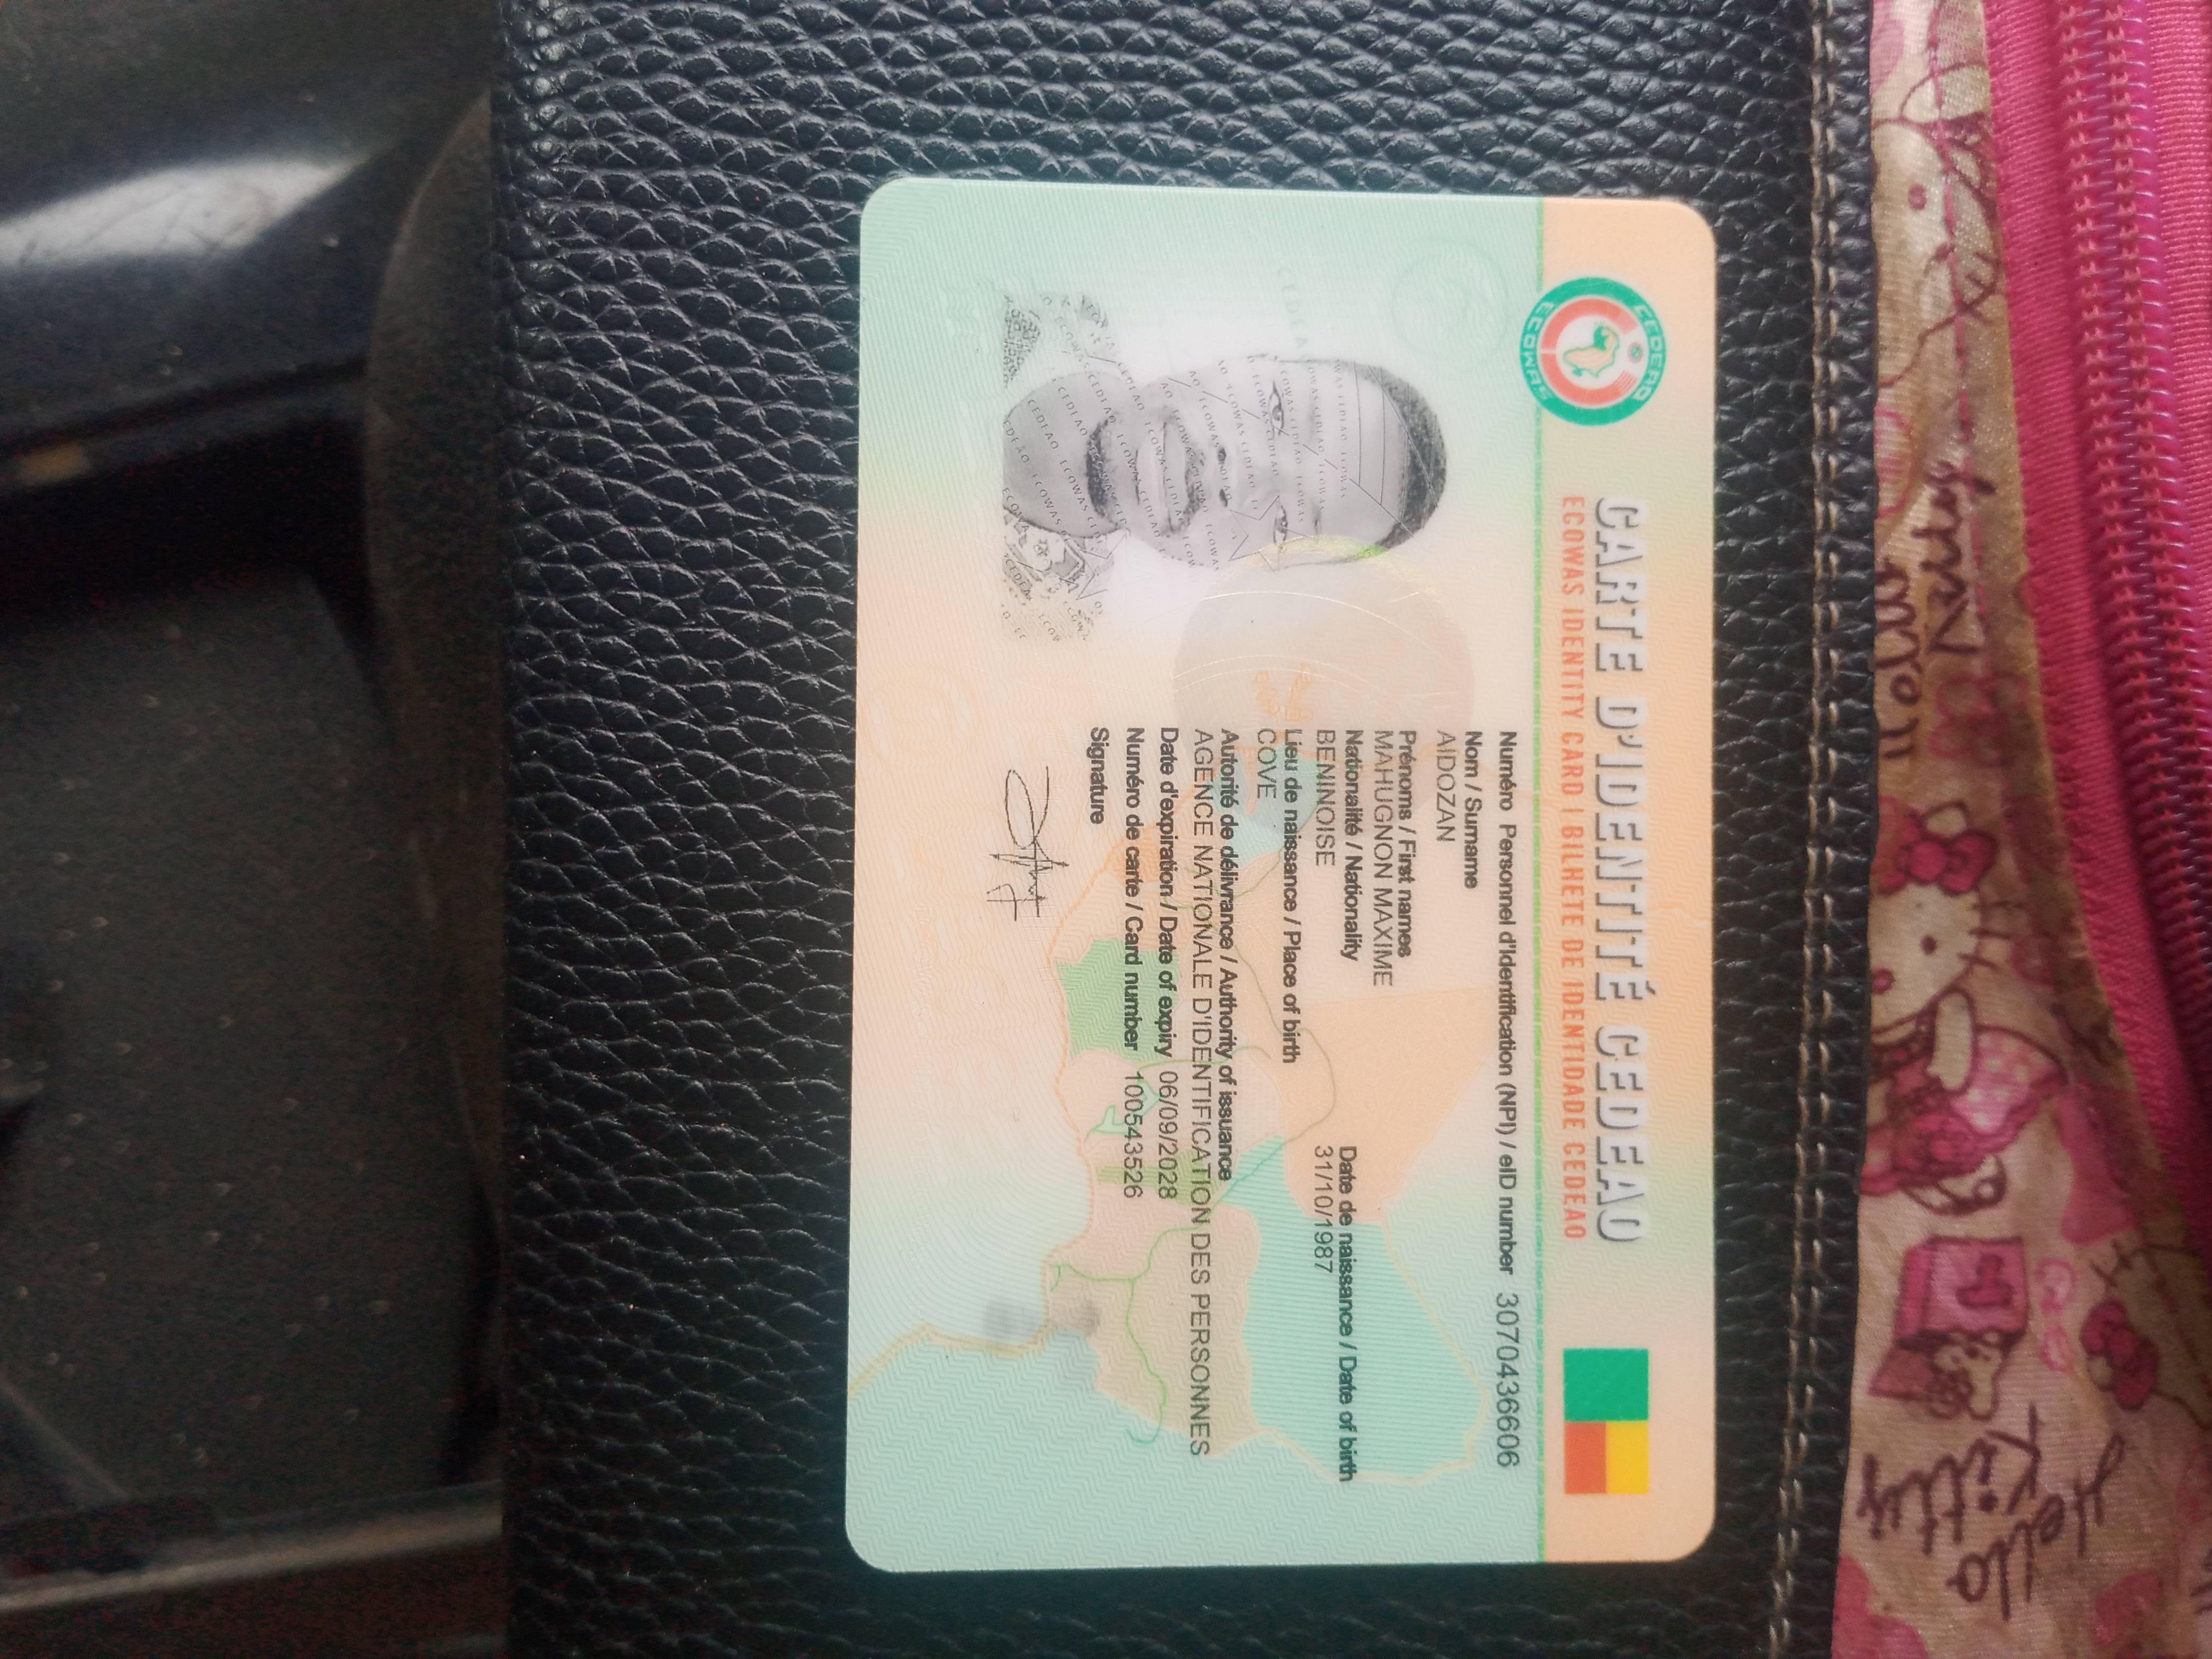 CEDEAO
ECOWAS
CARTE D'IDENTITÉ CEDEAO
ECOWAS IDENTITY CARD | BILHETE DE IDENTIDADE CEDEAO
Numéro Personnel d'Identification (NPI) / eID number 3070436606
Nom / Surname
AÏDOZAN
Prénoms / First names
MAHUGNON MAXIME
Nationalité / Nationality
BENINOISE
Date de naissance / Date of birth
31/10/1987
Lieu de naissance / Place of birth
COVE
Autorité de délivrance / Authority of issuance
AGENCE NATIONALE D'IDENTIFICATION DES PERSONNES
Date d'expiration / Date of expiry 06/09/2028
Numéro de carte / Card number 100543526
Signature
Hello
Kitty